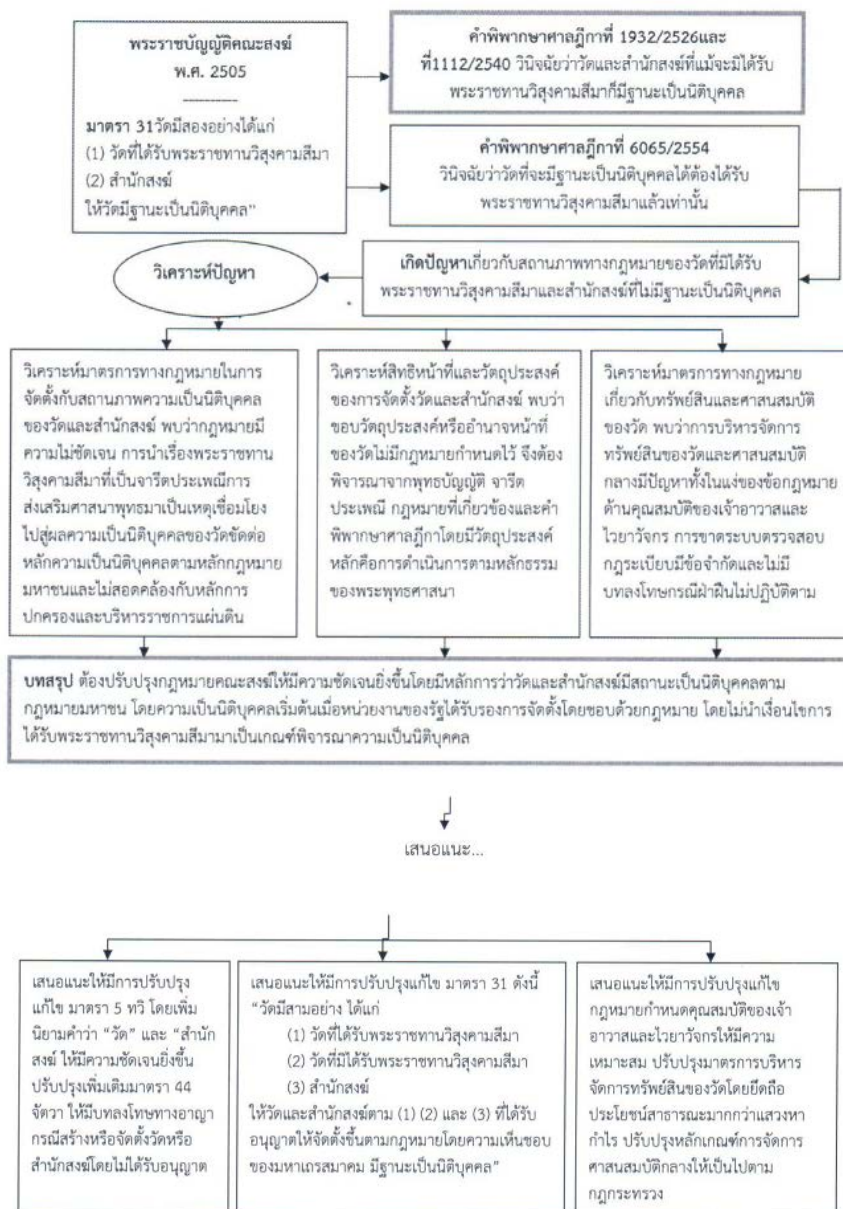 พระราชบัญญัติคณะสงฆ์
พ.ศ. 2505
-----------
มาตรา 31วัดมีสองอย่างได้แก่
(1) วัดที่ได้รับพระราชทานวิสุงคามสีมา
(2) สำนักสงฆ์
ให้วัดมีฐานะเป็นนิติบุคคล"
คำพิพากษาศาลฎีกาที่ 1932/2526และ
ที่1112/2540 วินิจฉัยว่าวัดและสำนักสงฆ์ที่แม้จะมิได้รับ
พระราชทานวิสุงคามสีมาก็มีฐานะเป็นนิติบุคคล
คำพิพากษาศาลฎีกาที่ 6065/2554
วินิจฉัยว่าวัดที่จะมีฐานะเป็นนิติบุคคลได้ต้องได้รับ
พระราชทานวิสุงคามสีมาแล้วเท่านั้น
วิเคราะห์ปัญหา
เกิดปัญหาเกี่ยวกับสถานภาพทางกฎหมายของวัดที่มิได้รับ
พระราชทานวิสุงคามสีมาและสำนักสงฆ์ที่ไม่มีฐานะเป็นนิติบุคคล
วิเคราะห์มาตรการทางกฎหมายในการ
จัดตั้งกับสถานภาพความเป็นนิติบุคคล
ของวัดและสำนักสงฆ์ พบว่ากฎหมายมี
ความไม่ชัดเจน การนำเรื่องพระราชทาน
วิสุงคามสีมาที่เป็นจารีตประเพณีการ
ส่งเสริมศาสนาพุทธมาเป็นเหตุเชื่อมโยง
ไปสู่ผลความเป็นนิติบุคคลของวัดขัดต่อ
หลักความเป็นนิติบุคคลตามหลักกฎหมาย
มหาชนและไม่สอดคล้องกับหลักการ
ปกครองและบริหารราชการแผ่นดิน
วิเคราะห์สิทธิหน้าที่และวัตถุประสงค์
ของการจัดตั้งวัดและสำนักสงฆ์ พบว่า
ขอบวัตถุประสงค์หรืออำนาจหน้าที่
ของวัดไม่มีกฎหมายกำหนดไว้ จึงต้อง
พิจารณาจากพุทธบัญญัติ จารีต
ประเพณี กฎหมายที่เกี่ยวข้องและคำ
พิพากษาศาลฎีกาโดยมีวัตถุประสงค์
หลักคือการดำเนินการตามหลักธรรม
ของพระพุทธศาสนา
วิเคราะห์มาตรการทางกฎหมาย
เกี่ยวกับทรัพย์สินและศาสนสมบัติ
ของวัด พบว่าการบริหารจัดการ
ทรัพย์สินของวัดและศาสนสมบัติ
กลางมีปัญหาทั้งในแง่ของข้อกฎหมาย
ด้านคุณสมบัติของเจ้าอาวาสและ
ไวยาวัจกร การขาดระบบตรวจสอบ
กฎระเบียบมีข้อจำกัดและไม่มี
บทลงโทษกรณีฝ่าฝืนไม่ปฏิบัติตาม
บทสรุป ต้องปรับปรุงกฎหมายคณะสงฆ์ให้มีความชัดเจนยิ่งขึ้นโดยมีหลักการว่าวัดและสำนักสงฆ์มีสถานะเป็นนิติบุคคลตาม
กฎหมายมหาชน โดยความเป็นนิติบุคคลเริ่มต้นเมื่อหน่วยงานของรัฐได้รับรองการจัดตั้งโดยชอบด้วยกฎหมาย โดยไม่นำเงื่อนไขการ
ได้รับพระราชทานวิสุงคามสีมามาเป็นเกณฑ์พิจารณาความเป็นนิติบุคคล
เสนอแนะ...
เสนอแนะให้มีการปรับปรุง
แก้ไข มาตรา 5 ทวิ โดยเพิ่ม
นิยามคำว่า "วัด" และ "สำนัก
สงฆ์ ให้มีความชัดเจนยิ่งขึ้น
ปรับปรุงเพิ่มเติมมาตรา 44
จัตวา ให้มีบทลงโทษทางอาญา
กรณีสร้างหรือจัดตั้งวัดหรือ
สำนักสงฆ์โดยไม่ได้รับอนุญาต
เสนอแนะให้มีการปรับปรุงแก้ไข มาตรา 31 ดังนี้
"วัดมีสามอย่าง ได้แก่
(1) วัดที่ได้รับพระราชทานวิสุงคามสีมา
(2) วัดที่มิได้รับพระราชทานวิสุงคามสีมา
(3) สำนักสงฆ์
ให้วัดและสำนักสงฆ์ตาม (1) (2) และ (3) ที่ได้รับ
อนุญาตให้จัดตั้งขึ้นตามกฎหมายโดยความเห็นชอบ
ของมหาเถรสมาคม มีฐานะเป็นนิติบุคคล"
เสนอแนะให้มีการปรับปรุงแก้ไข
กฎหมายกำหนดคุณสมบัติของเจ้า
อาวาสและไวยาวัจกรให้มีความ
เหมาะสม ปรับปรุงมาตรการบริหาร
จัดการทรัพย์สินของวัดโดยยึดถือ
ประโยชน์สาธารณะมากกว่าแสวงหา
กำไร ปรับปรุงหลักเกณฑ์การจัดการ
ศาสนสมบัติกลางให้เป็นไปตาม
กฎกระทรวง